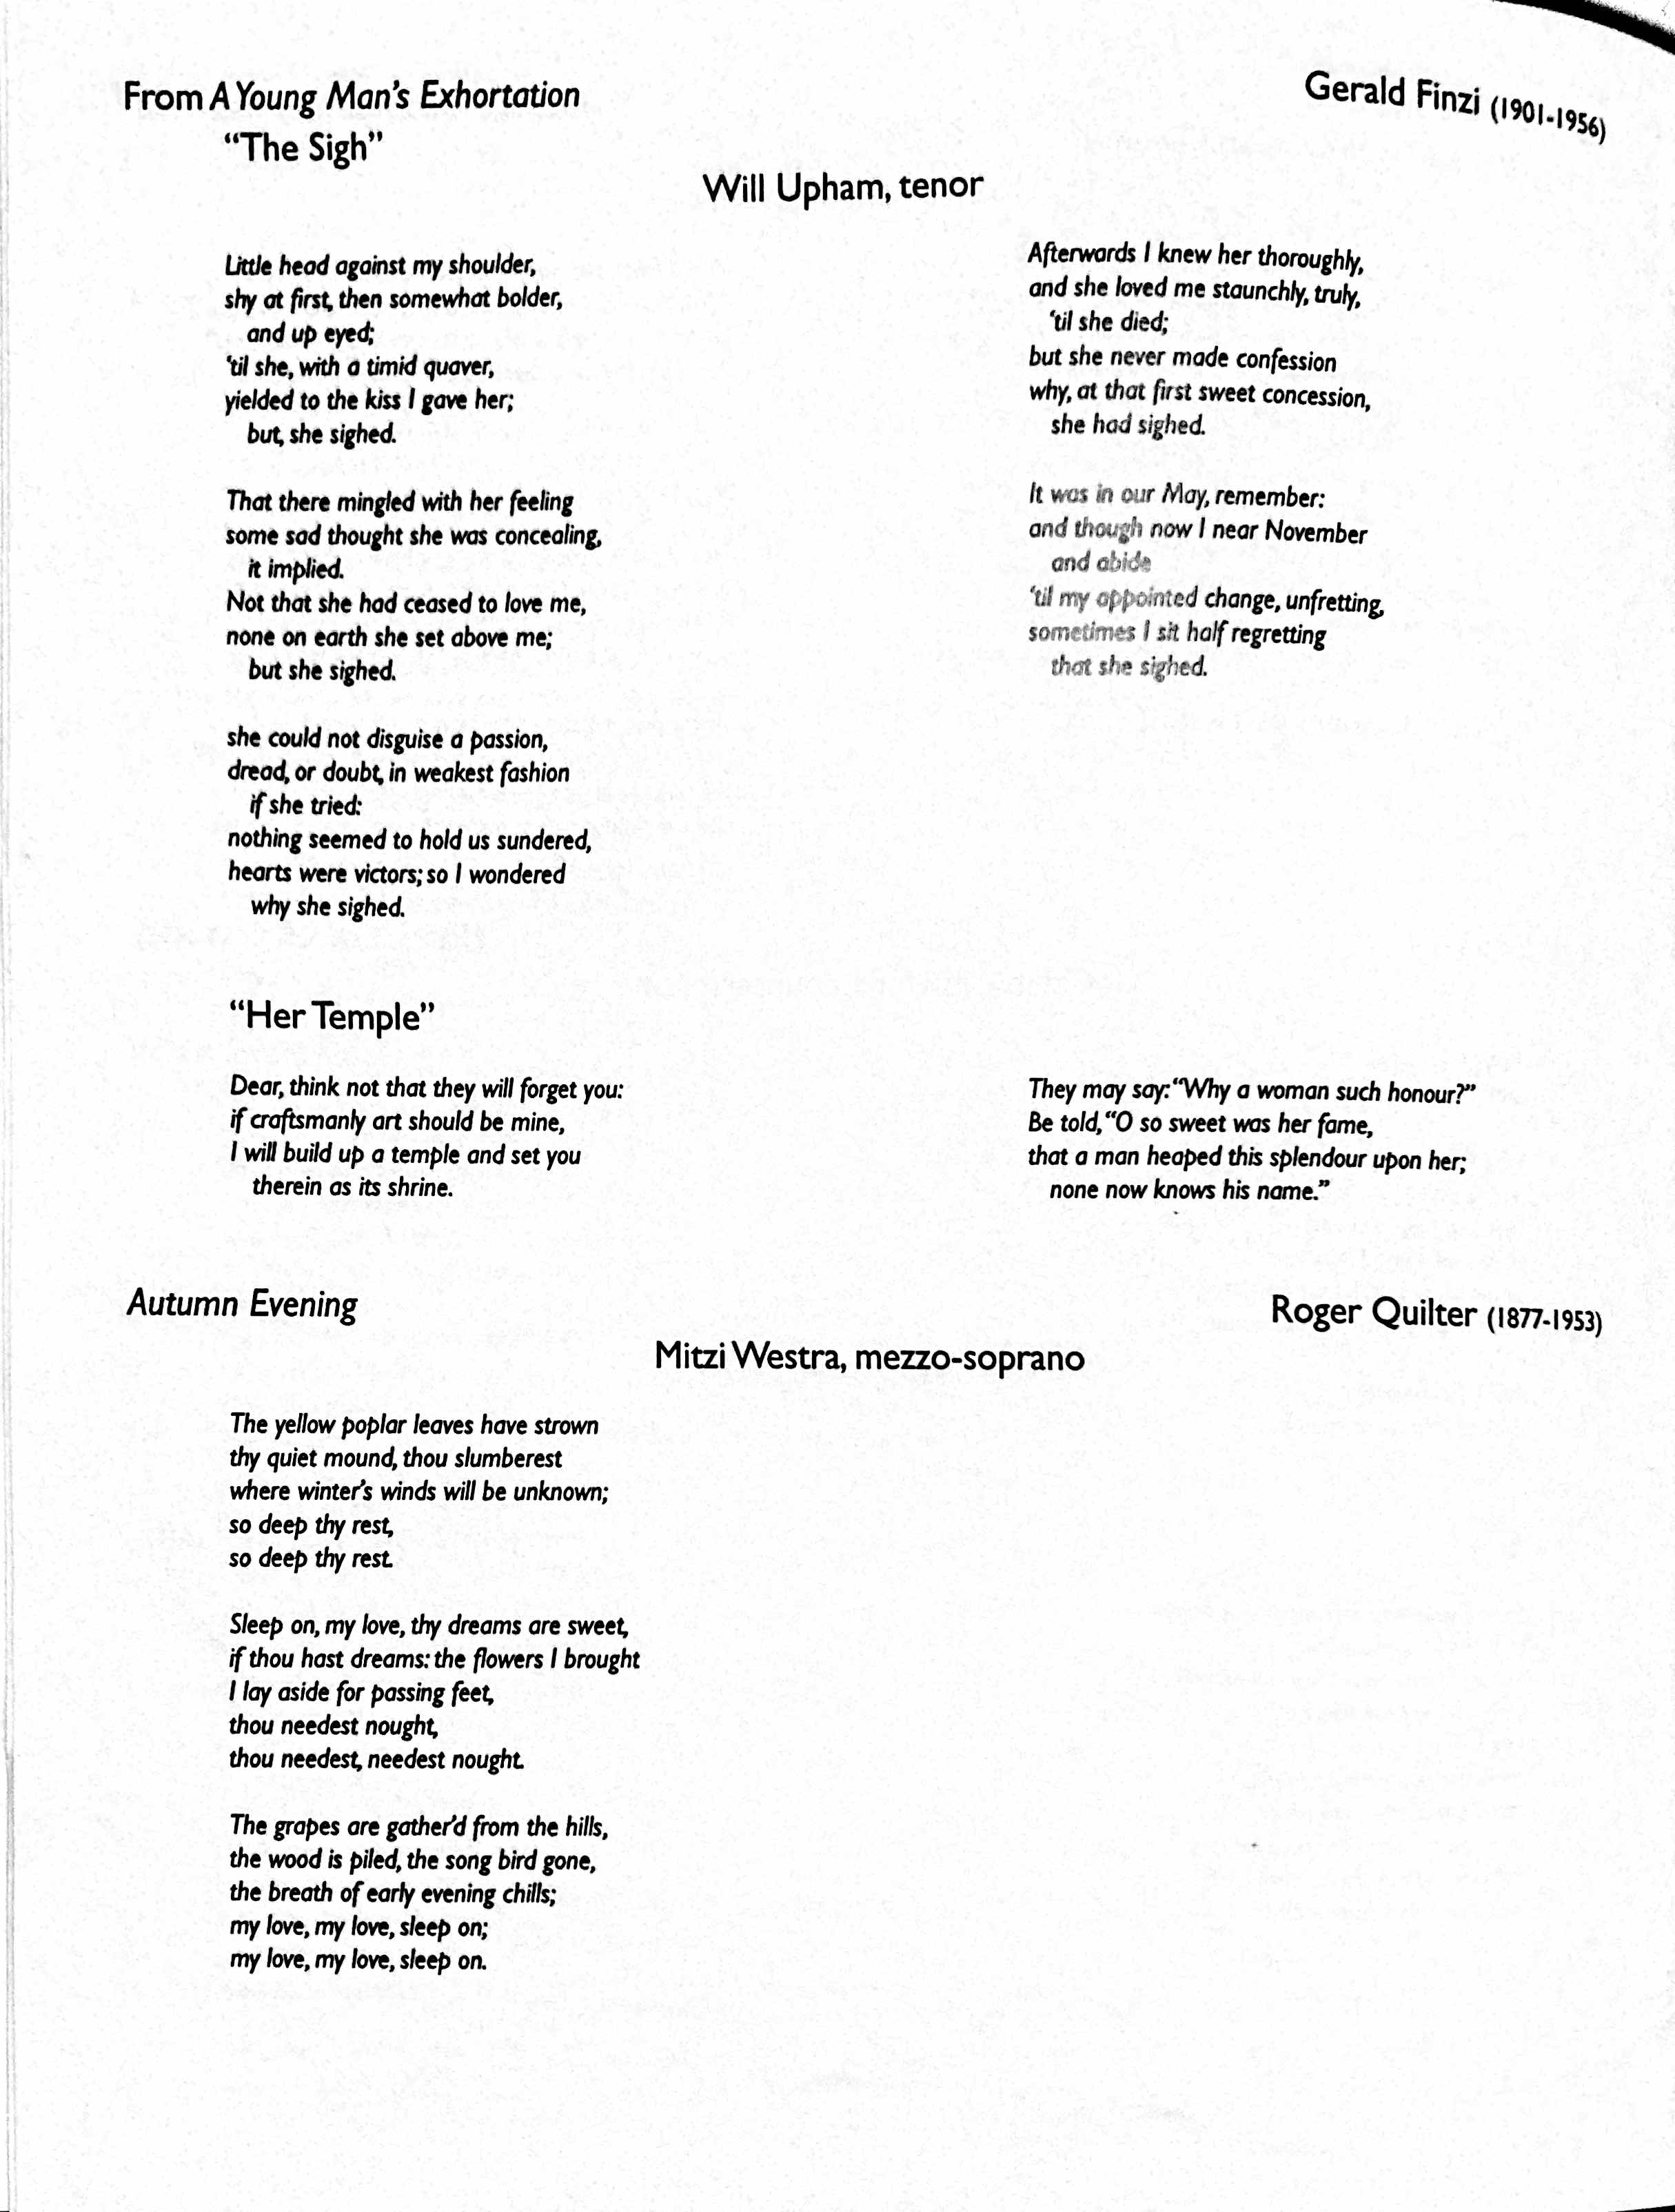 From A Young Man's Exhortation
Gerald Finzi (1901-1956)
"The Sigh"
Will Upham, tenor
Little head against my shoulder,
shy at first, then somewhat bolder,
and up eyed;
'til she, with a timid quaver,
yielded to the kiss I gave her;
but, she sighed.
That there mingled with her feeling
some sad thought she was concealing,
it implied.
Not that she had ceased to love me,
none on earth she set above me;
but she sighed.
she could not disguise a passion,
dread, or doubt, in weakest fashion
if she tried:
nothing seemed to hold us sundered,
hearts were victors; so I wondered
why she sighed.
Afterwards I knew her thoroughly,
and she loved me staunchly, truly,
'til she died;
but she never made confession
why, at that first sweet concession,
she had sighed.
It was in our May, remember:
and though now I near November
and abide
'til my appointed change, unfretting,
sometimes I sit half regretting
that she sighed.
"Her Temple"
Dear, think not that they will forget you:
if craftsmanly art should be mine,
I will build up a temple and set you
therein as its shrine.
They may say: "Why a woman such honour?"
Be told, "O so sweet was her fame,
that a man heaped this splendour upon her;
none now knows his name."
Autumn Evening
Roger Quilter (1877-1953)
Mitzi Westra, mezzo-soprano
The yellow poplar leaves have strown
thy quiet mound, thou slumberest
where winter's winds will be unknown;
so deep thy rest,
so deep thy rest.
Sleep on, my love, thy dreams are sweet,
if thou hast dreams: the flowers I brought
I lay aside for passing feet,
thou needest nought,
thou needest, needest nought.
The grapes are gather'd from the hills,
the wood is piled, the song bird gone,
the breath of early evening chills;
my love, my love, sleep on;
my love, my love, sleep on.